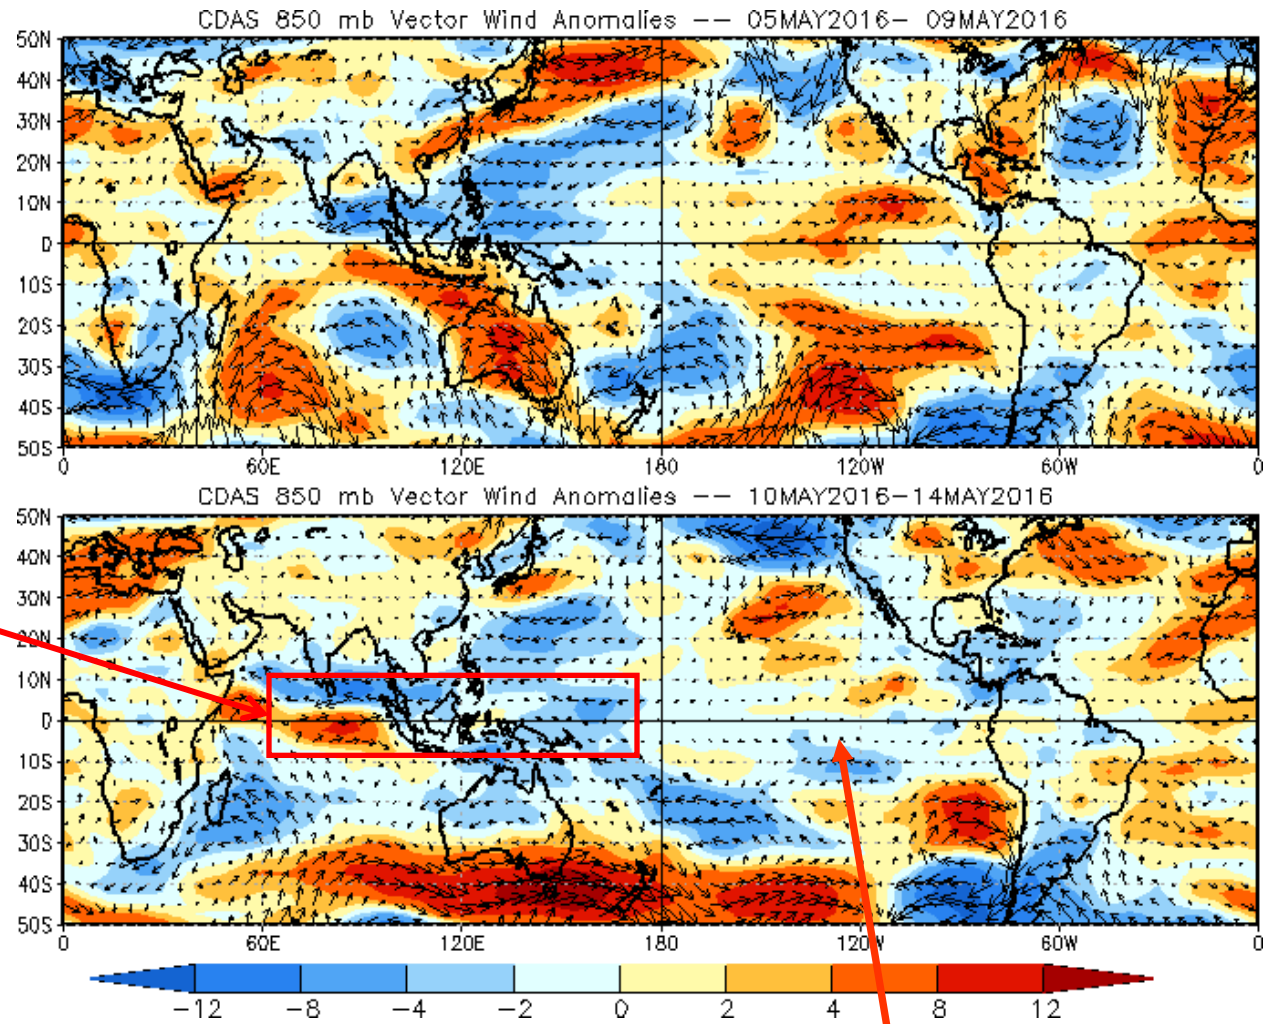 CDAS 850 mb Vector Wind Anomalies -- 05MAY2016- 09MAY2016
50N
40N
30N
20N
10N
0
10S
20S
30S
40S
50S
0 60E 120E 180 120W 60W 0
CDAS 850 mb Vector Wind Anomalies -- 10MAY2016-14MAY2016
50N
40N
30N
20N
10N
0
10S
20S
30S
40S
50S
0 60E 120E 180 120W 60W 0
-12 -8 -4 -2 0 2 4 8 12